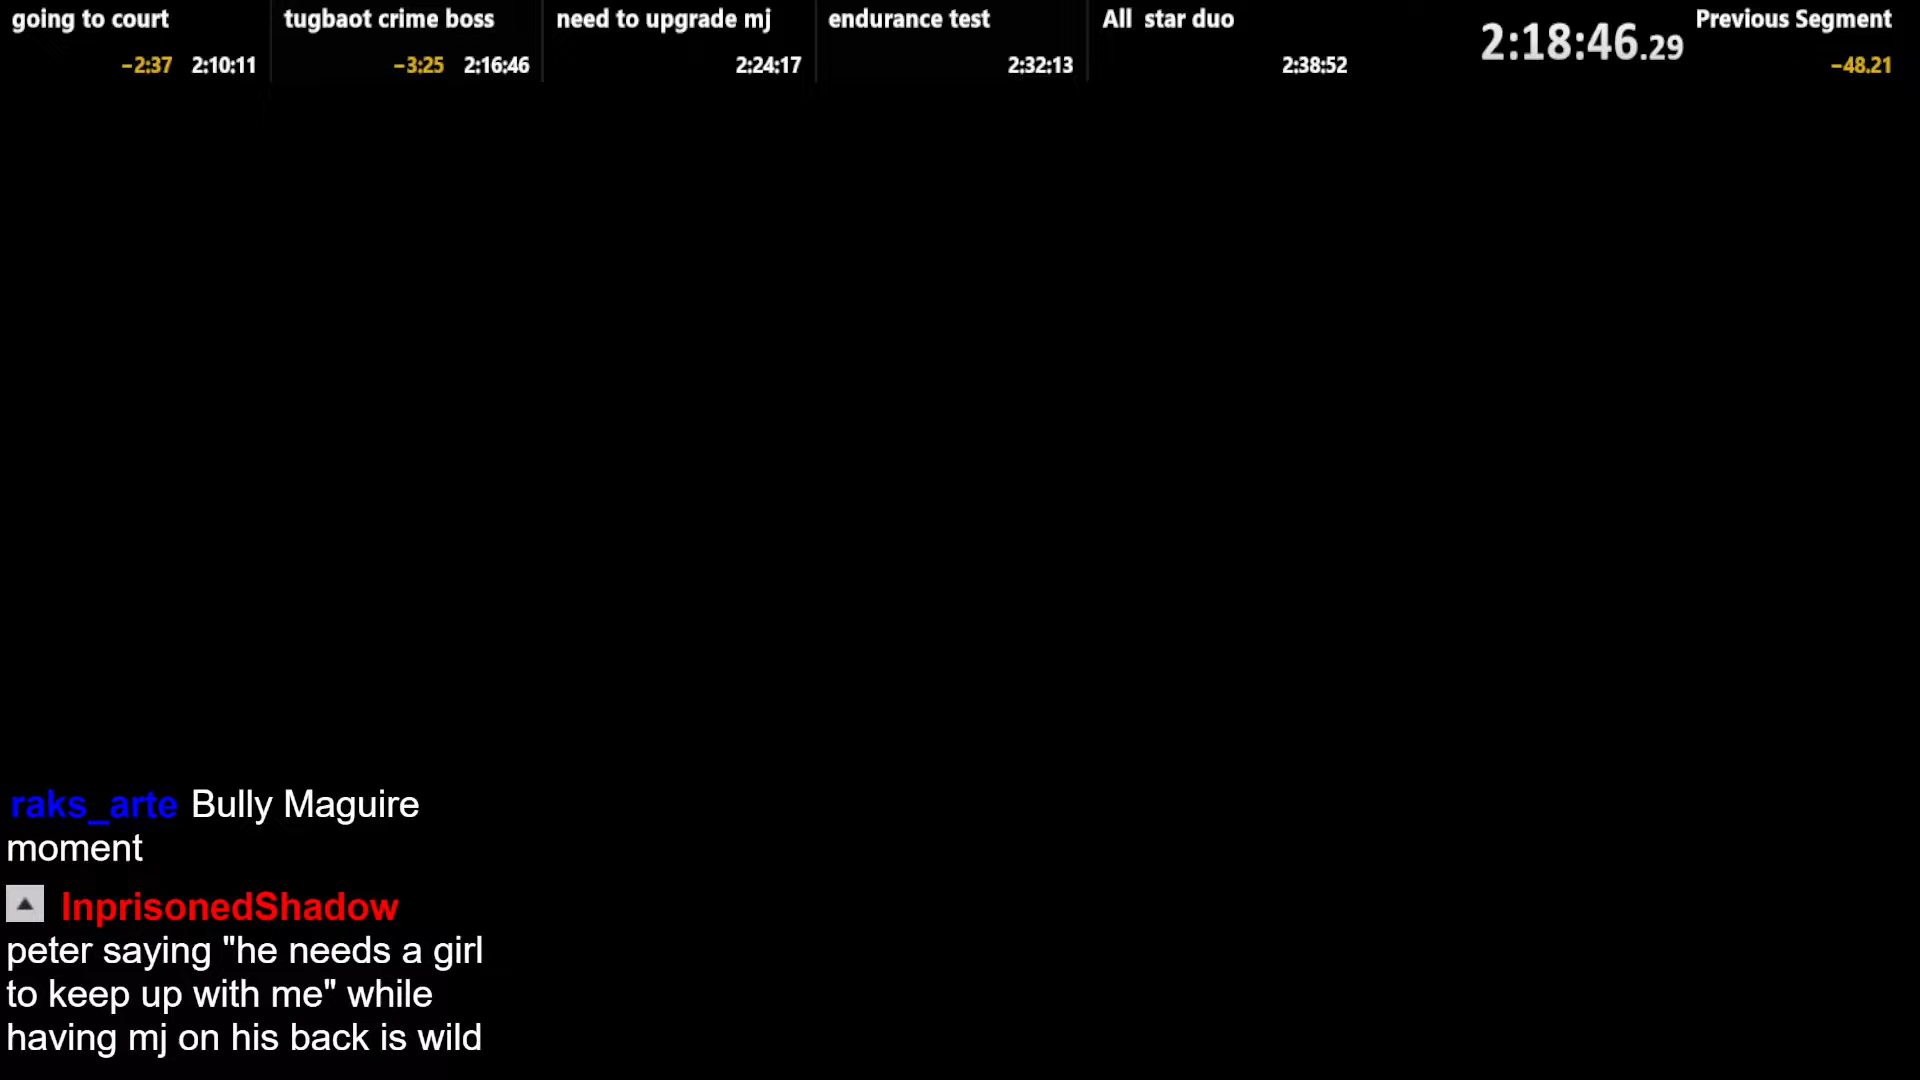 going to court
−2:37 2:10:11
tugbaot crime boss
−3:25 2:16:46
need to upgrade mj
2:24:17
endurance test
2:32:13
All star duo
2:38:52
2:18:46.29
Previous Segment
−48.21
raks_arte Bully Maguire
moment
InprisonedShadow
peter saying "he needs a girl
to keep up with me" while
having mj on his back is wild